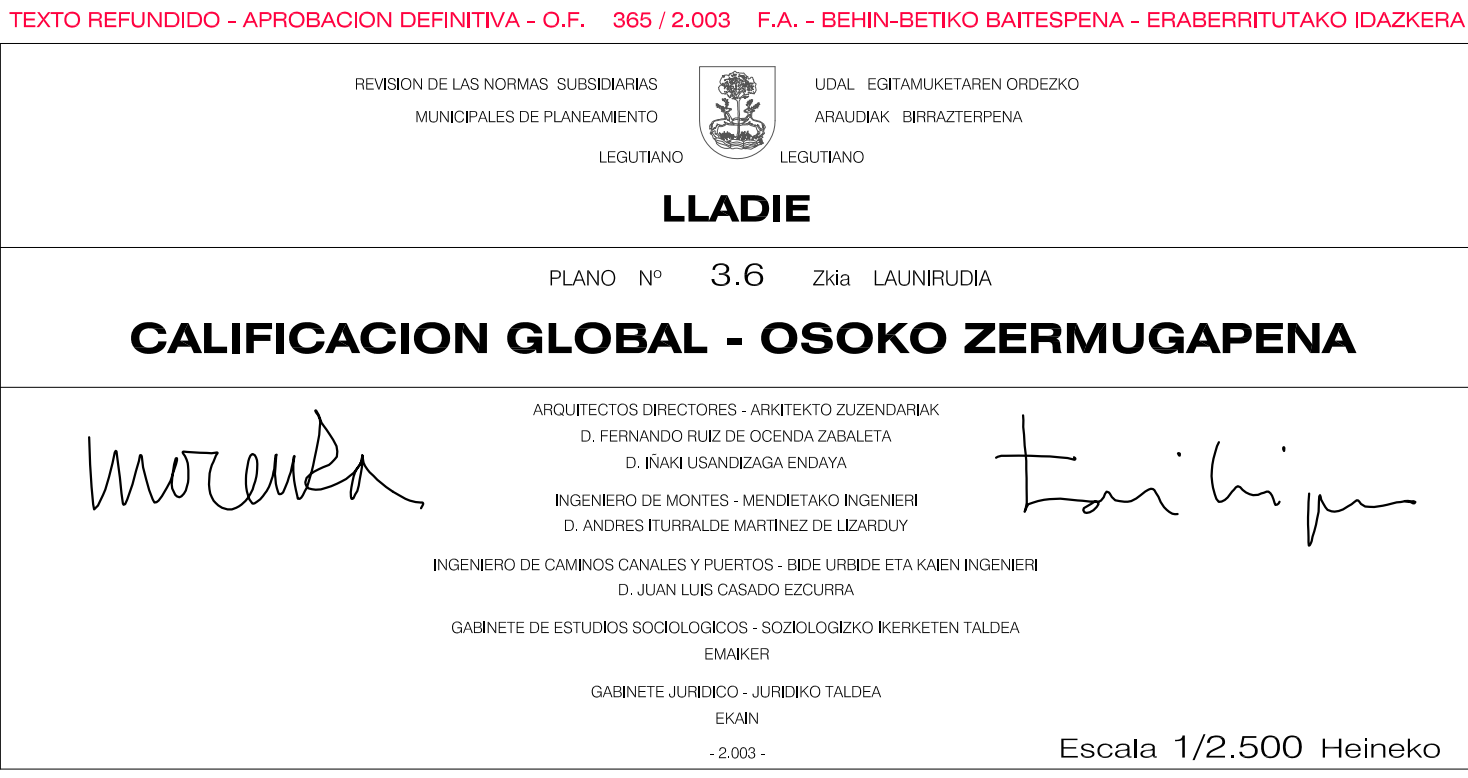 TEXTO REFUNDIDO - APROBACION DEFINITIVA - O.F. 365 / 2.003 F.A. - BEHIN-BETIKO BAITESPENA - ERABERRITUTAKO IDAZKERA
REVISION DE LAS NORMAS SUBSIDIARIAS
MUNICIPALES DE PLANEAMIENTO
LEGUTIANO
UDAL EGITAMUKETAREN ORDEZKO
ARAUDIAK BIRRAZTERPENA
LEGUTIANO
LLADIE
PLANO Nº 3.6 Zkia LAUNIRUDIA
CALIFICACION GLOBAL - OSOKO ZERMUGAPENA
ARQUITECTOS DIRECTORES - ARKITEKTO ZUZENDARIAK
D. FERNANDO RUIZ DE OCENDA ZABALETA
D. IÑAKI USANDIZAGA ENDAYA
INGENIERO DE MONTES - MENDIETAKO INGENIERI
D. ANDRES ITURRALDE MARTINEZ DE LIZARDUY
INGENIERO DE CAMINOS CANALES Y PUERTOS - BIDE URBIDE ETA KAIEN INGENIERI
D. JUAN LUIS CASADO EZCURRA
GABINETE DE ESTUDIOS SOCIOLOGICOS - SOZIOLOGIZKO IKERKETEN TALDEA
EMAIKER
GABINETE JURIDICO - JURIDIKO TALDEA
EKAIN
- 2.003 -
Escala 1/2.500 Heineko